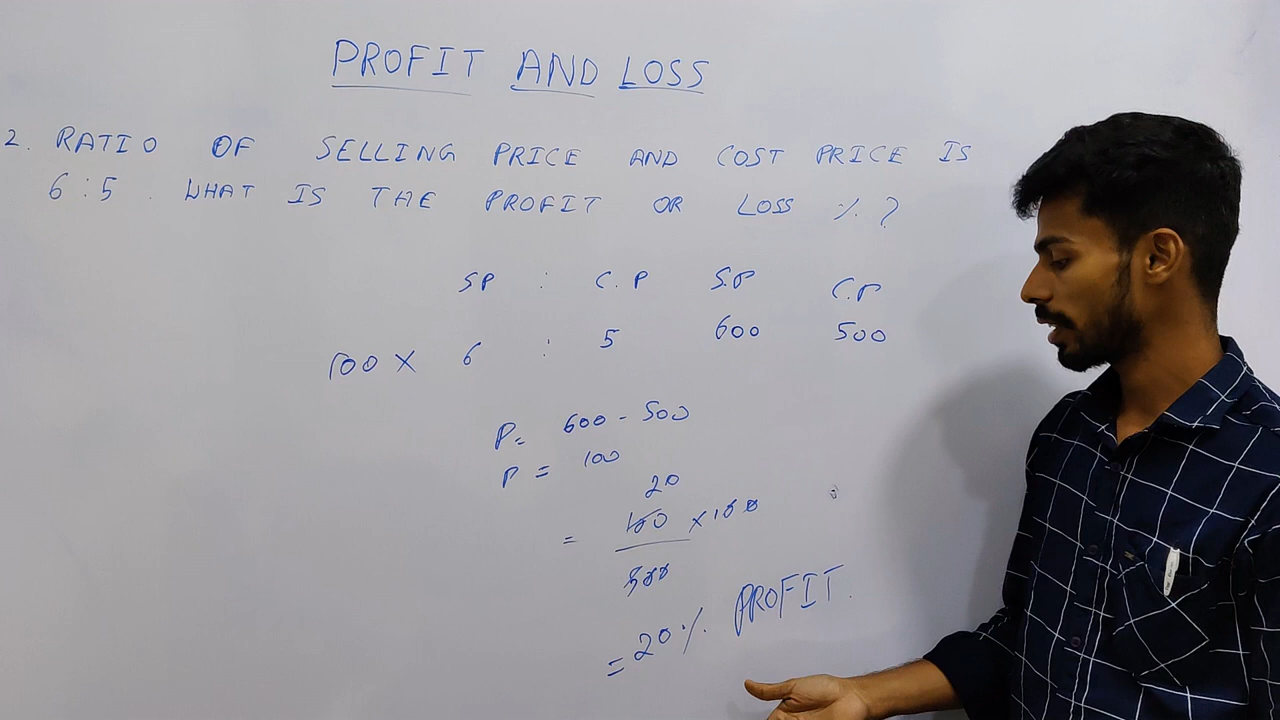 PROFIT AND LOSS
2. RATIO OF SELLING PRICE AND COST PRICE IS
6:5. WHAT IS THE PROFIT OR LOSS %?
SP : C.P S.P C.P
100 × 6 : 5 600 500
P = 600 - 500
P = 100
20
= 100 × 100
500
= 20% PROFIT.